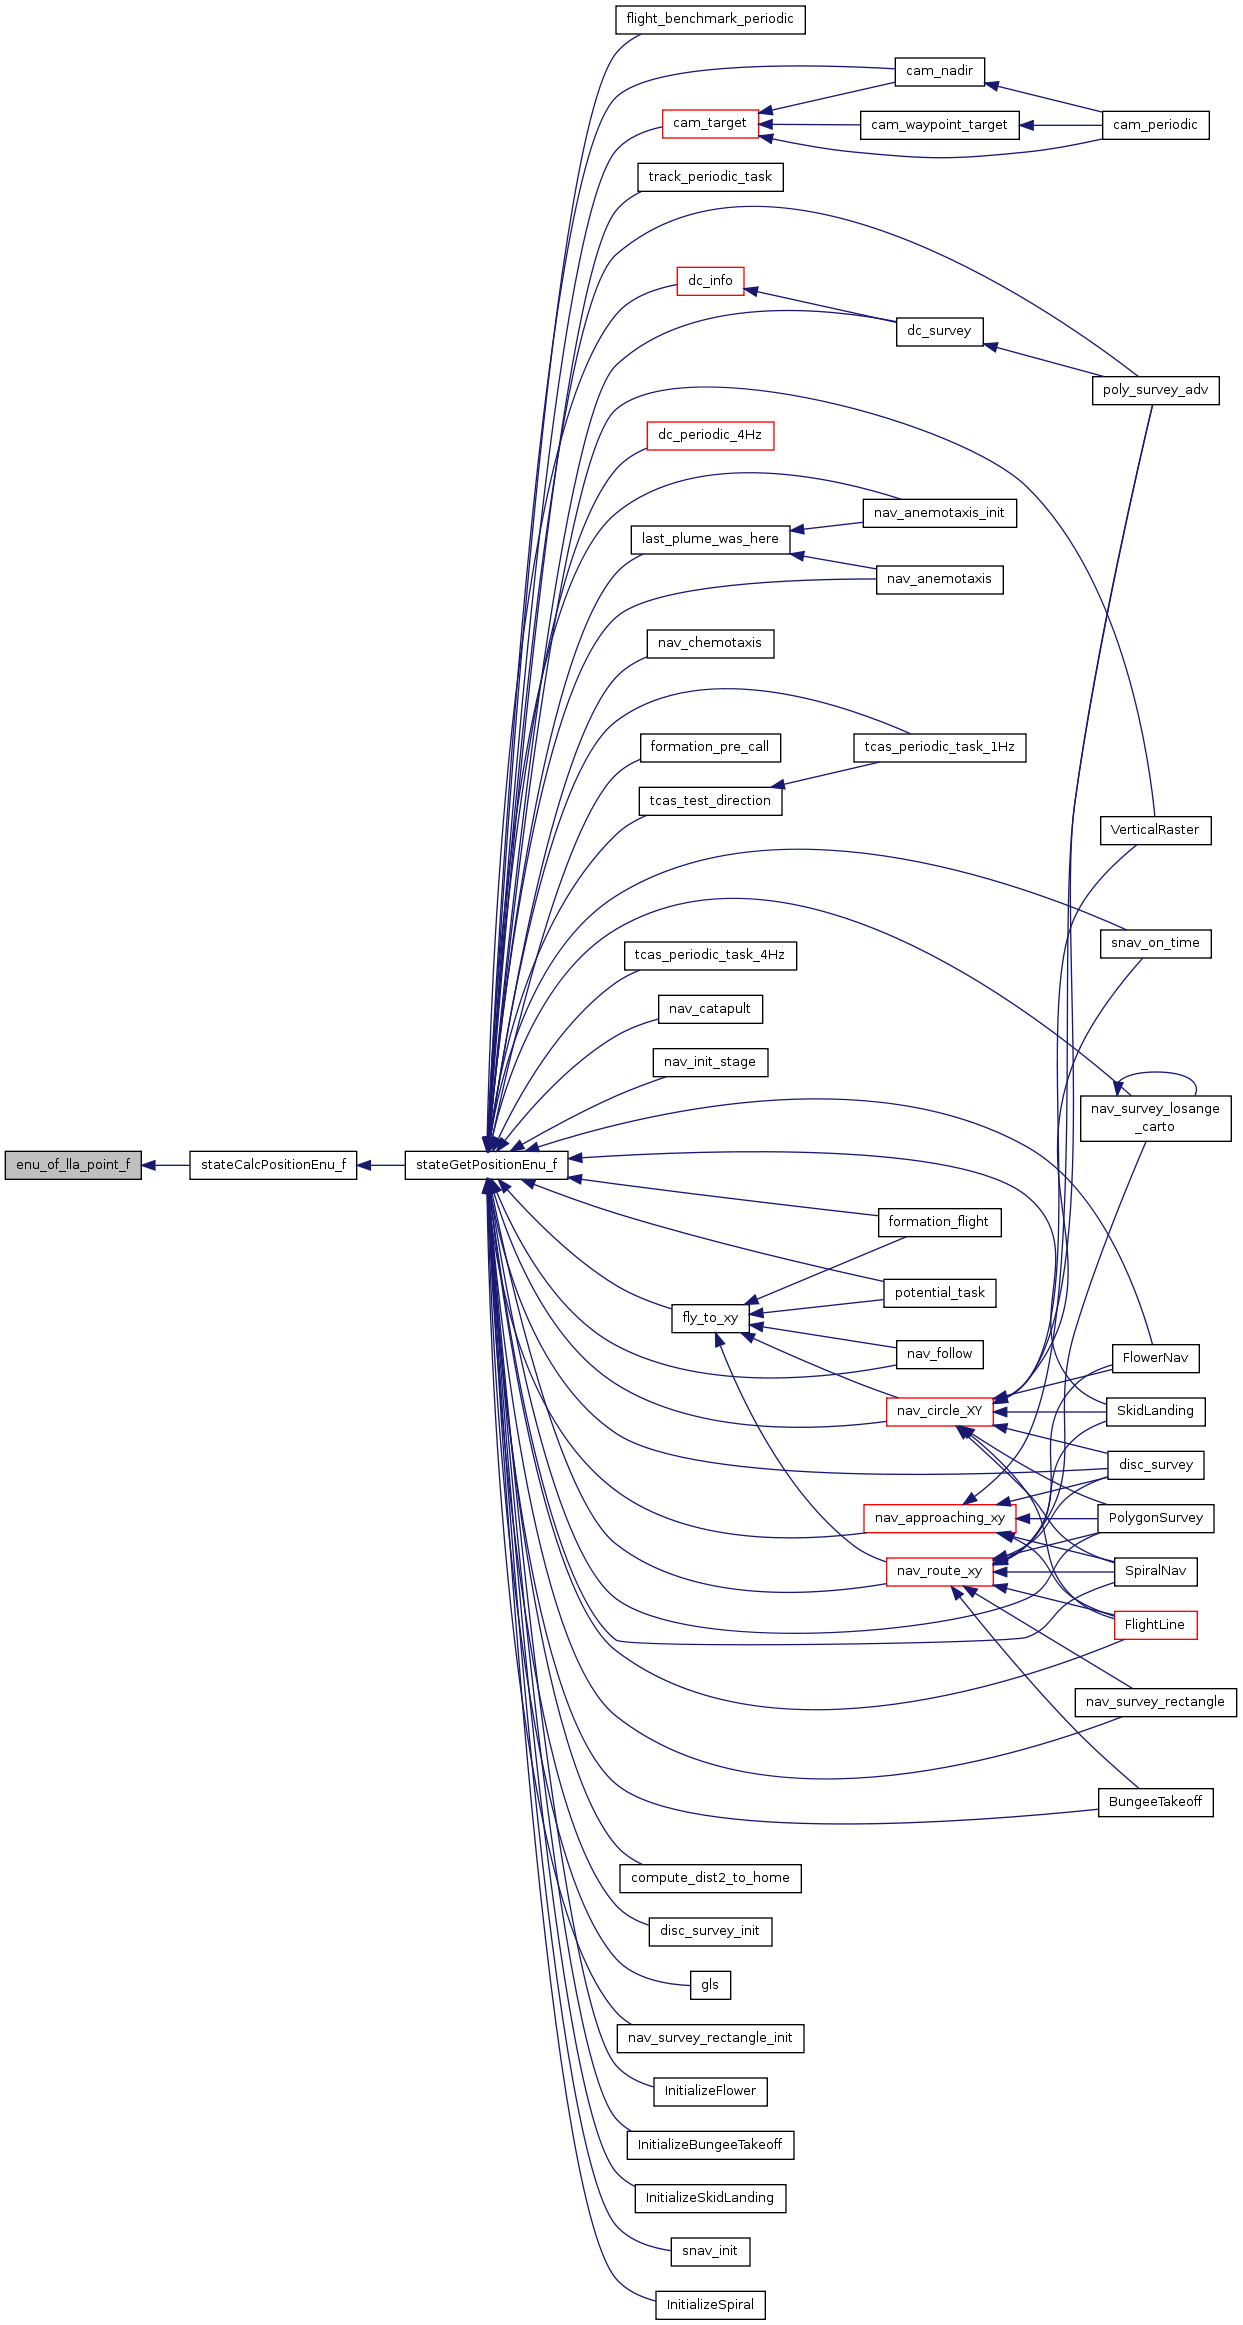 flight_benchmark_periodic
cam_nadir
cam_target
cam_waypoint_target
cam_periodic
track_periodic_task
dc_info
dc_survey
poly_survey_adv
dc_periodic_4Hz
nav_anemotaxis_init
last_plume_was_here
nav_anemotaxis
nav_chemotaxis
formation_pre_call
tcas_periodic_task_1Hz
tcas_test_direction
VerticalRaster
snav_on_time
tcas_periodic_task_4Hz
nav_catapult
nav_init_stage
nav_survey_losange
_carto
enu_of_lla_point_f
stateCalcPositionEnu_f
stateGetPositionEnu_f
formation_flight
potential_task
fly_to_xy
nav_follow
FlowerNav
nav_circle_XY
SkidLanding
disc_survey
nav_approaching_xy
PolygonSurvey
nav_route_xy
SpiralNav
FlightLine
nav_survey_rectangle
BungeeTakeoff
compute_dist2_to_home
disc_survey_init
gls
nav_survey_rectangle_init
InitializeFlower
InitializeBungeeTakeoff
InitializeSkidLanding
snav_init
InitializeSpiral